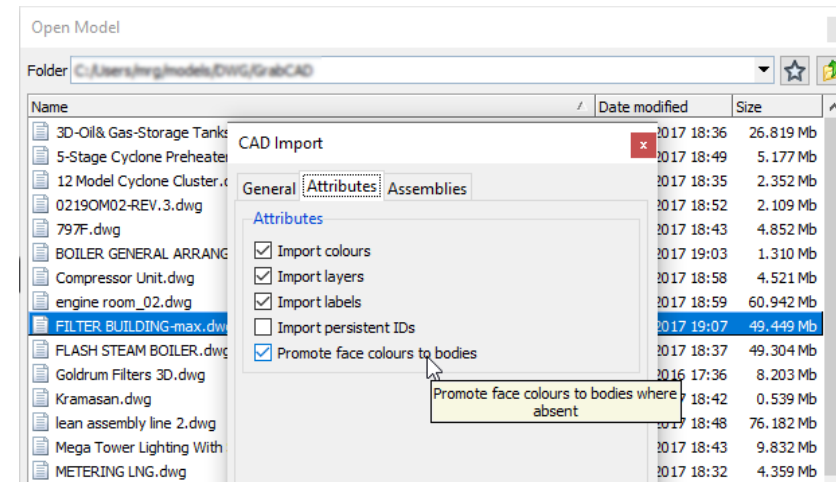 Open Model
Folder C:/Users/mrg/models/DWG/GrabCAD
Name / Date modified Size
3D-Oil& Gas-Storage Tanks 2017 18:36 26.819 Mb
5-Stage Cyclone Preheater 2017 18:49 5.177 Mb
12 Model Cyclone Cluster. 2017 18:35 2.352 Mb
0219OM02-REV.3.dwg 2017 18:52 2.109 Mb
797F.dwg 2017 18:43 4.852 Mb
BOILER GENERAL ARRANG 2017 19:03 1.310 Mb
Compressor Unit.dwg 2017 18:58 4.521 Mb
engine room_02.dwg 2017 18:59 60.942 Mb
FILTER BUILDING-max.dw 2017 19:07 49.449 Mb
FLASH STEAM BOILER.dwg 2017 18:37 49.304 Mb
Goldrum Filters 3D.dwg 2016 17:36 8.203 Mb
Kramasan.dwg 18:42 0.539 Mb
lean assembly line 2.dwg 2017 18:48 76.182 Mb
Mega Tower Lighting With 2017 18:43 9.832 Mb
METERING LNG.dwg 2017 18:32 4.359 Mb
CAD Import
x
General Attributes Assemblies
Attributes
Import colours
Import layers
Import labels
Import persistent IDs
Promote face colours to bodies
Promote face colours to bodies where
absent